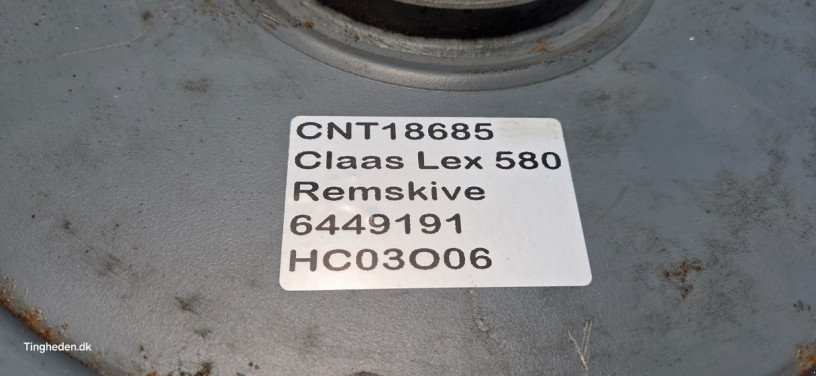 CNT18685
Claas Lex 580
Remskive
6449191
HC03O06
Tingheden.dk